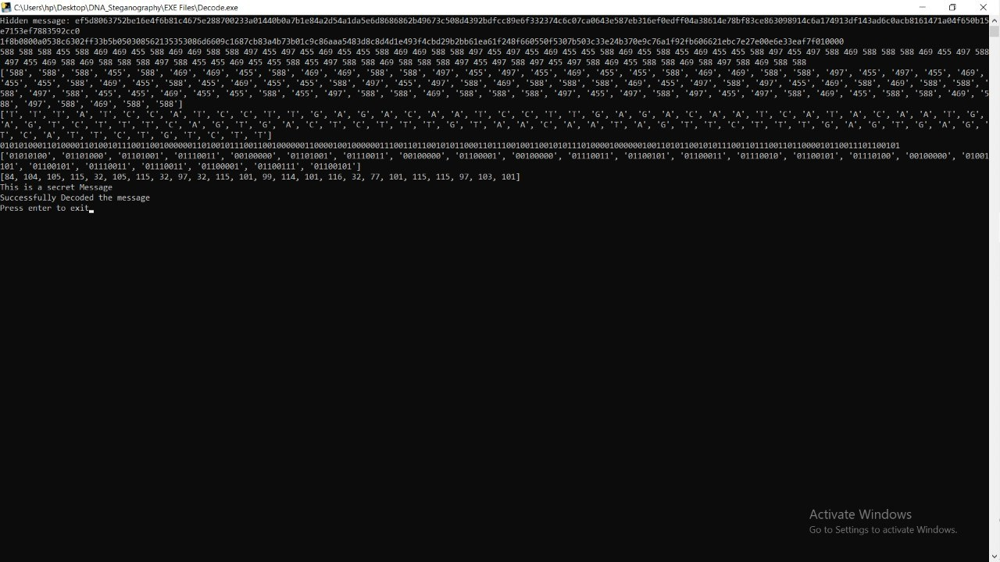 C:\Users\hp\Desktop\DNA_Steganography\EXE Files\Decode.exe
Hidden message: ef5d8063752be16e4f6b81c4675e288700233a01440b0a7b1e84a2d54a1da5e6d8686862b49673c508d4392bdfcc89e6f332374c6c07ca0643e587eb316ef0edff04a38614e78bf83ce863098914c6a174913df143ad6c0acb8161471a04f650b15
e7153ef7883592cc0
1f8b0800a0538c6302ff33b5b050308562135353086d6609c1687cb83a4b73b01c9c86aaa5483d8c8d4d1e493f4cbd29b2bb61ea61f248f660550f5307b503c33e24b370e9c76a1f92fb606621ebc7e27e00e6e33eaf7f010000
588 588 588 455 588 469 469 455 588 469 469 588 588 497 455 497 455 469 455 455 588 469 469 588 588 497 455 497 455 469 455 455 588 469 455 588 455 469 455 455 588 497 455 497 588 469 588 588 588 469 455 497 588
 497 455 469 588 469 588 588 588 497 588 455 455 469 455 455 588 455 497 588 588 469 588 588 588 497 455 497 588 497 455 497 588 469 455 588 588 469 588 497 588 469 588 588
['588', '588', '588', '455', '588', '469', '469', '455', '588', '469', '469', '588', '588', '497', '455', '497', '455', '469', '455', '455', '588', '469', '469', '588', '588', '497', '455', '497', '455', '469',
'455', '455', '588', '469', '455', '588', '455', '469', '455', '455', '588', '497', '455', '497', '588', '469', '588', '588', '588', '469', '455', '497', '588', '497', '455', '469', '588', '469', '588', '588', '
588', '497', '588', '455', '455', '469', '455', '455', '588', '455', '497', '588', '588', '469', '588', '588', '588', '497', '455', '497', '588', '497', '455', '497', '588', '469', '455', '588', '588', '469', '5
88', '497', '588', '469', '588', '588']
['T', 'T', 'T', 'A', 'T', 'C', 'C', 'A', 'T', 'C', 'C', 'T', 'T', 'G', 'A', 'G', 'A', 'C', 'A', 'A', 'T', 'C', 'C', 'T', 'T', 'G', 'A', 'G', 'A', 'C', 'A', 'A', 'T', 'C', 'A', 'T', 'A', 'C', 'A', 'A', 'T', 'G',
'A', 'G', 'T', 'C', 'T', 'T', 'T', 'C', 'A', 'G', 'T', 'G', 'A', 'C', 'T', 'C', 'T', 'T', 'T', 'G', 'T', 'A', 'A', 'C', 'A', 'A', 'T', 'A', 'G', 'T', 'T', 'C', 'T', 'T', 'T', 'G', 'A', 'G', 'T', 'G', 'A', 'G', '
T', 'C', 'A', 'T', 'T', 'C', 'T', 'G', 'T', 'C', 'T', 'T']
010101000110100001101001011100110010000001101001011100110010000001100001001000000111001101100101011000110111001001100101011101000010000001001101011001010111001101110011011000010110011101100101
['01010100', '01101000', '01101001', '01110011', '00100000', '01101001', '01110011', '00100000', '01100001', '00100000', '01110011', '01100101', '01100011', '01110010', '01100101', '01110100', '00100000', '01001
101', '01100101', '01110011', '01110011', '01100001', '01100111', '01100101']
[84, 104, 105, 115, 32, 105, 115, 32, 97, 32, 115, 101, 99, 114, 101, 116, 32, 77, 101, 115, 115, 97, 103, 101]
This is a secret Message
Successfully Decoded the message
Press enter to exit
Activate Windows
Go to Settings to activate Windows.